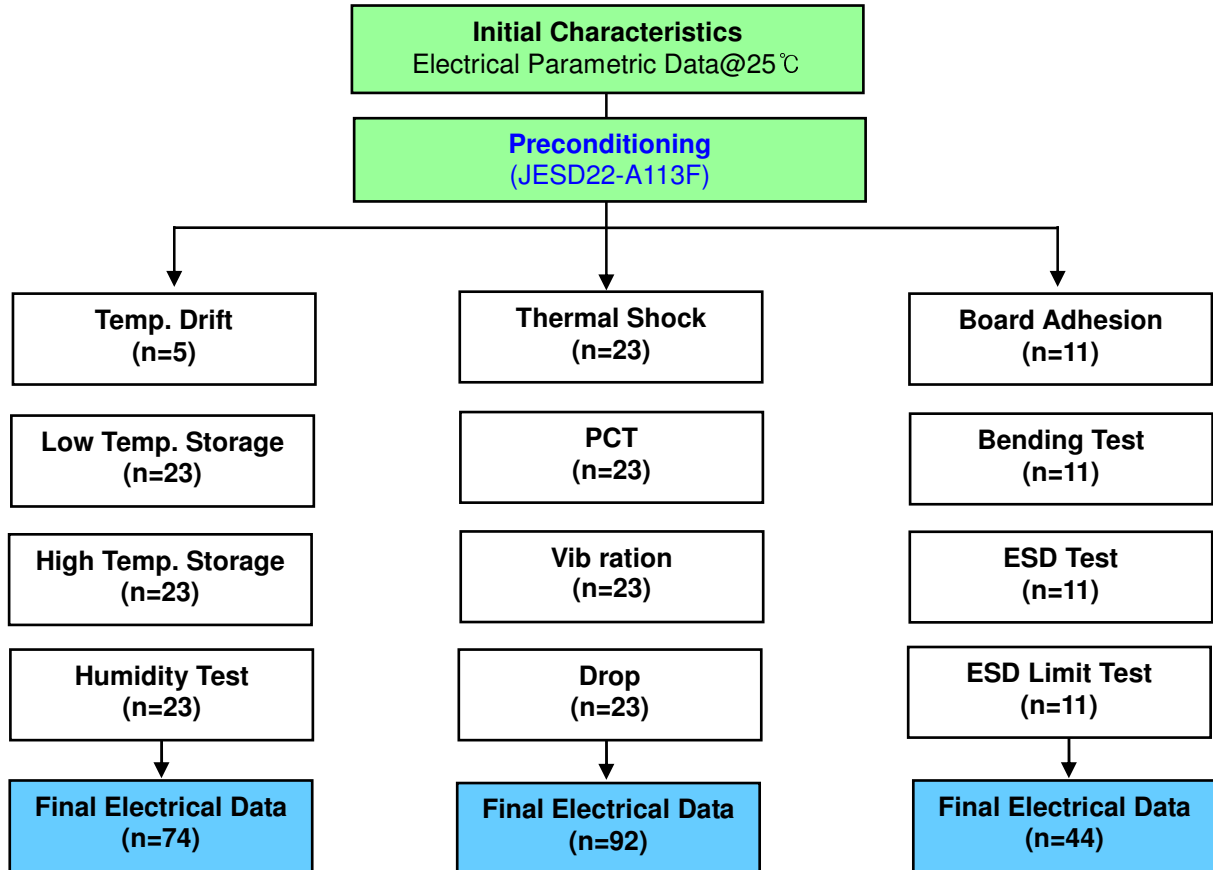 Initial Characteristics
Electrical Parametric Data@25℃
Preconditioning
(JESD22-A113F)
Temp. Drift
(n=5)
Low Temp. Storage
(n=23)
High Temp. Storage
(n=23)
Humidity Test
(n=23)
Final Electrical Data
(n=74)
Thermal Shock
(n=23)
PCT
(n=23)
Vib ration
(n=23)
Drop
(n=23)
Final Electrical Data
(n=92)
Board Adhesion
(n=11)
Bending Test
(n=11)
ESD Test
(n=11)
ESD Limit Test
(n=11)
Final Electrical Data
(n=44)